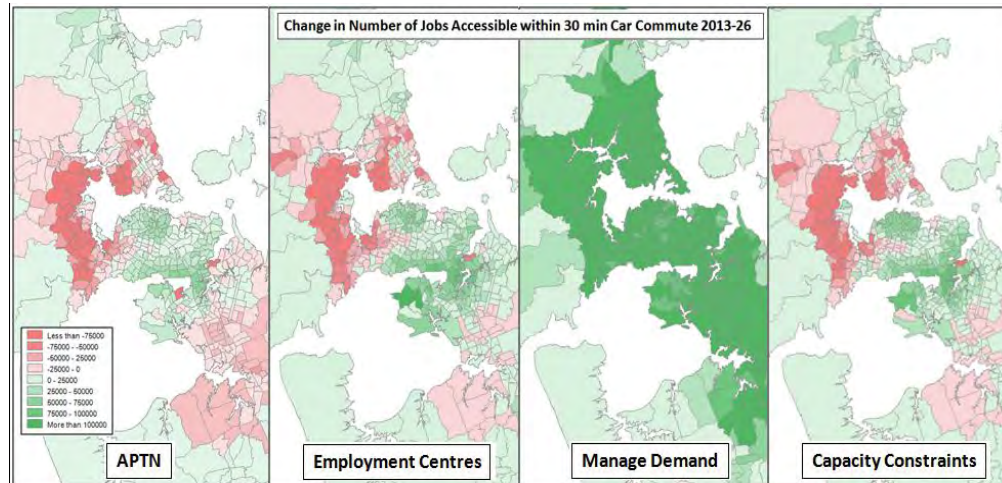 Change in Number of Jobs Accessible within 30 min Car Commute 2013-26
Less than -75000
-75000 - -50000
-50000 - 25000
-25000 - 0
0 - 25000
25000 - 50000
50000 - 75000
75000 - 100000
More than 100000
APTN
Employment Centres
Manage Demand
Capacity Constraints